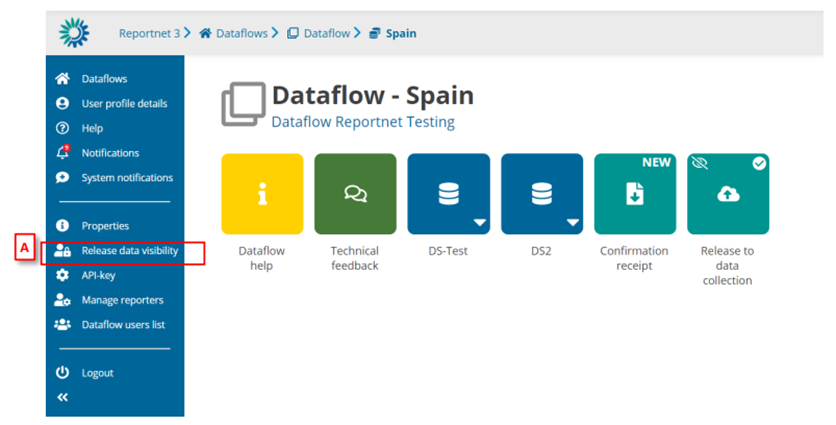 Reportnet 3 > Dataflows > Dataflow > Spain
Dataflows
User profile details
Help
Notifications
System notifications
Properties
A
Release data visibility
API-key
Manage reporters
Dataflow users list
Logout
Dataflow - Spain
Dataflow Reportnet Testing
NEW
Dataflow
help
Technical
feedback
DS-Test
DS2
Confirmation
receipt
Release to
data
collection